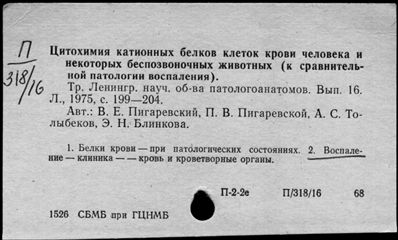 П
318/16
Цитохимия катионных белков клеток крови человека и
некоторых беспозвоночных животных (к сравнитель-
ной патологии воспаления).
Тр. Ленингр. науч. об-ва патологоанатомов. Вып. 16.
Л., 1975, с. 199—204.
Авт.: В. Е. Пигаревский, П. В. Пигаревской, А. С. То-
лыбеков, Э. Н. Блинкова.
1. Белки крови — при патологических состояниях. 2. Воспале-
ние — клиника — — кровь и кроветворные органы.
П-2-2е П/318/16 68
1526 СБМБ при ГЦНМБ